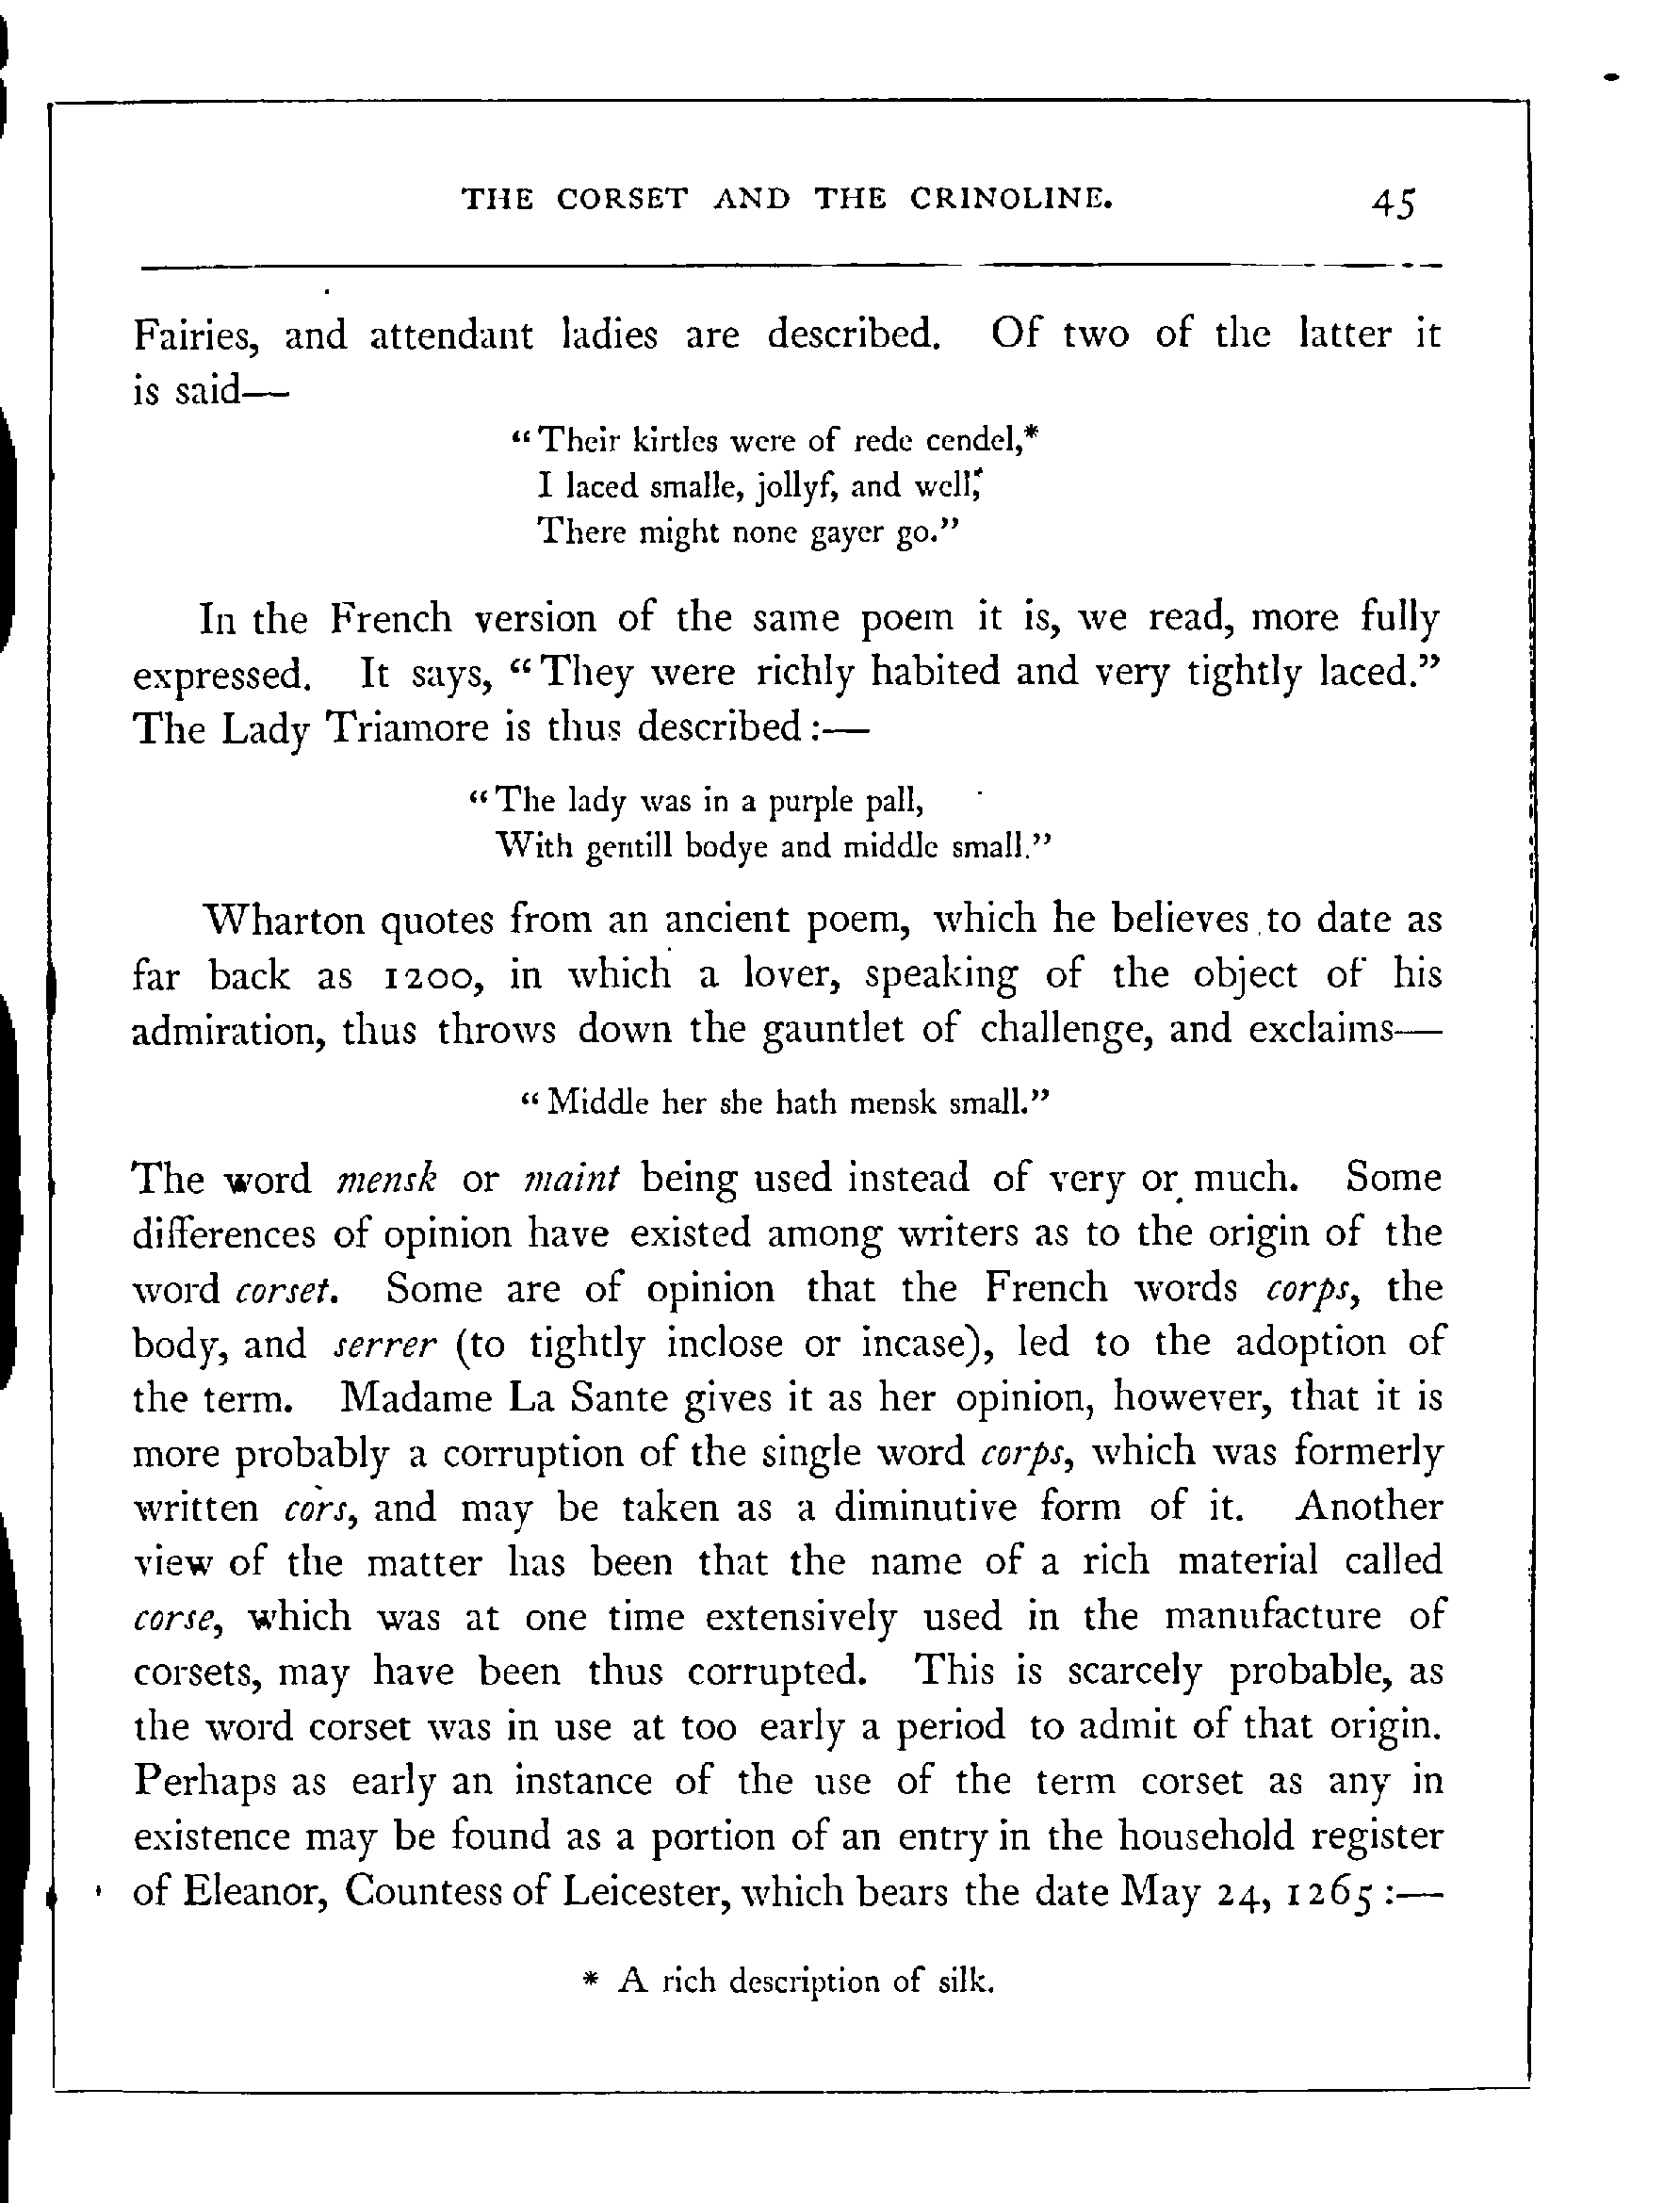 THE CORSET AND THE CRINOLINE. 45
Fairies, and attendant ladies are described. Of two of the latter it
is said—
“Their kirtles were of rede cendel,*
I laced smalle, jollyf, and well,
There might none gayer go.”
In the French version of the same poem it is, we read, more fully
expressed. It says, “They were richly habited and very tightly laced.”
The Lady Triamore is thus described:—
“The lady was in a purple pall,
With gentill bodye and middle small.”
Wharton quotes from an ancient poem, which he believes to date as
far back as 1200, in which a lover, speaking of the object of his
admiration, thus throws down the gauntlet of challenge, and exclaims—
“Middle her she hath mensk small.”
The word mensk or maint being used instead of very or much. Some
differences of opinion have existed among writers as to the origin of the
word corset. Some are of opinion that the French words corps, the
body, and serrer (to tightly inclose or incase), led to the adoption of
the term. Madame La Sante gives it as her opinion, however, that it is
more probably a corruption of the single word corps, which was formerly
written cors, and may be taken as a diminutive form of it. Another
view of the matter has been that the name of a rich material called
corse, which was at one time extensively used in the manufacture of
corsets, may have been thus corrupted. This is scarcely probable, as
the word corset was in use at too early a period to admit of that origin.
Perhaps as early an instance of the use of the term corset as any in
existence may be found as a portion of an entry in the household register
of Eleanor, Countess of Leicester, which bears the date May 24, 1265:—
* A rich description of silk.